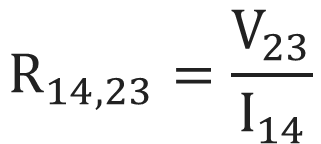 R₁₄,₂₃ = V₂₃ / I₁₄